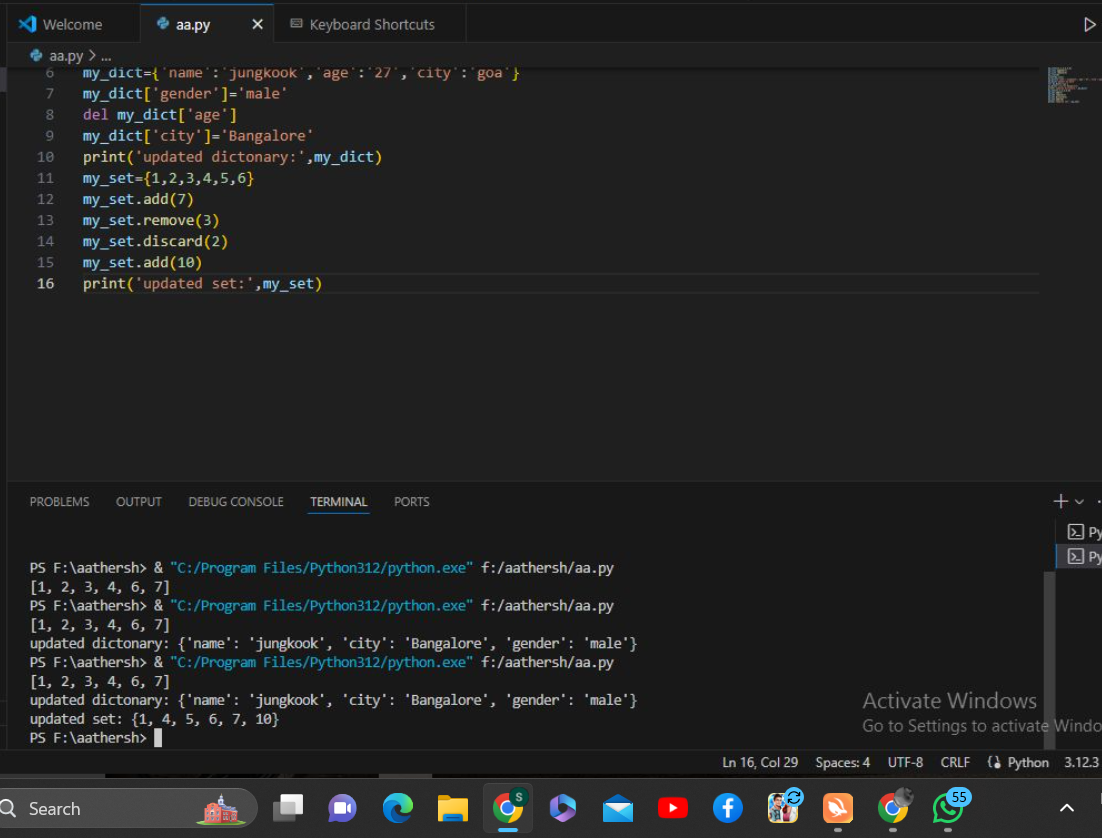 Welcome
aa.py
Keyboard Shortcuts
aa.py > ...
6 my_dict={'name':'jungkook','age':'27','city':'goa'}
7 my_dict['gender']='male'
8 del my_dict['age']
9 my_dict['city']='Bangalore'
10 print('updated dictonary:',my_dict)
11 my_set={1,2,3,4,5,6}
12 my_set.add(7)
13 my_set.remove(3)
14 my_set.discard(2)
15 my_set.add(10)
16 print('updated set:',my_set)
PROBLEMS OUTPUT DEBUG CONSOLE TERMINAL PORTS
Py
Py
PS F:\aathersh> & "C:/Program Files/Python312/python.exe" f:/aathersh/aa.py
[1, 2, 3, 4, 6, 7]
PS F:\aathersh> & "C:/Program Files/Python312/python.exe" f:/aathersh/aa.py
[1, 2, 3, 4, 6, 7]
updated dictonary: {'name': 'jungkook', 'city': 'Bangalore', 'gender': 'male'}
PS F:\aathersh> & "C:/Program Files/Python312/python.exe" f:/aathersh/aa.py
[1, 2, 3, 4, 6, 7]
updated dictonary: {'name': 'jungkook', 'city': 'Bangalore', 'gender': 'male'}
updated set: {1, 4, 5, 6, 7, 10}
PS F:\aathersh>
Activate Windows
Go to Settings to activate Windo
Ln 16, Col 29 Spaces: 4 UTF-8 CRLF Python 3.12.3
Search
S
55